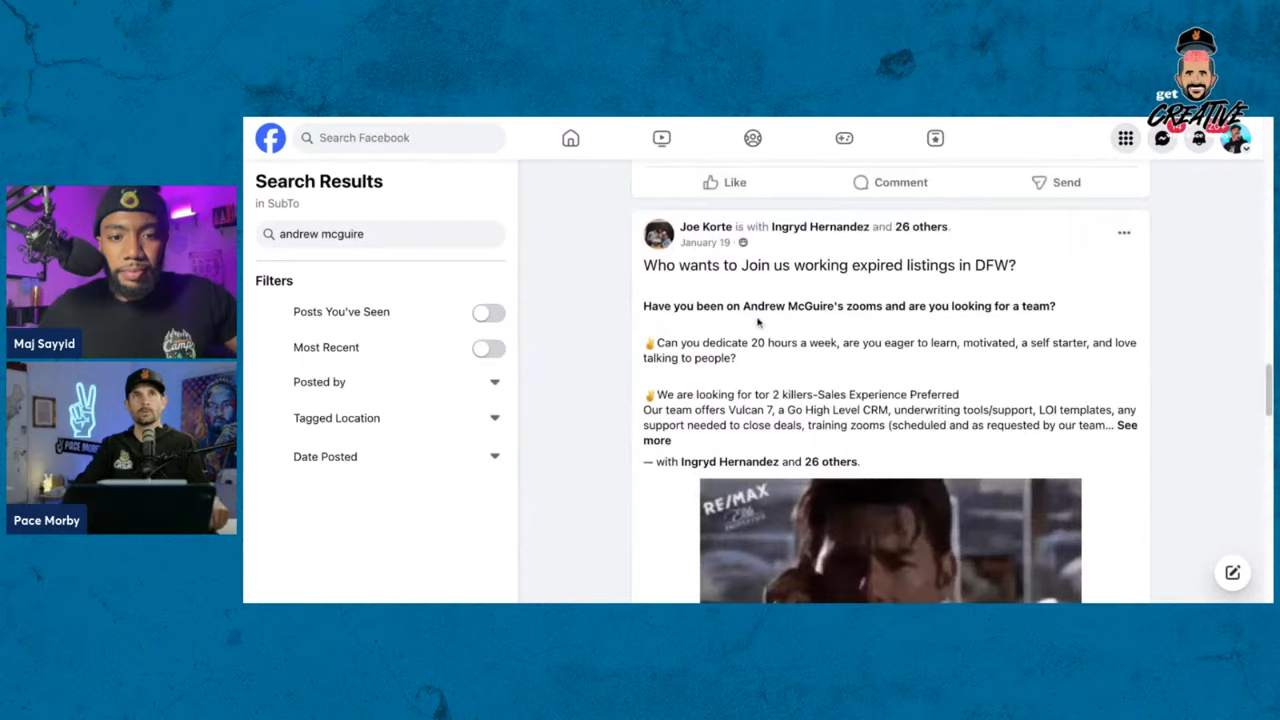 get
CREATIVE
Search Facebook
Search Results
in SubTo
andrew mcguire
Filters
Posts You've Seen
Most Recent
Posted by
Tagged Location
Date Posted
Like
Comment
Send
Joe Korte is with Ingryd Hernandez and 26 others.
January 19
Who wants to Join us working expired listings in DFW?
Have you been on Andrew McGuire's zooms and are you looking for a team?
✌Can you dedicate 20 hours a week, are you eager to learn, motivated, a self starter, and love
talking to people?
✌We are looking for tor 2 killers-Sales Experience Preferred
Our team offers Vulcan 7, a Go High Level CRM, underwriting tools/support, LOI templates, any
support needed to close deals, training zooms (scheduled and as requested by our team... See
more
— with Ingryd Hernandez and 26 others.
RE/MAX
Maj Sayyid
Camp
PACE MORBY
Pace Morby